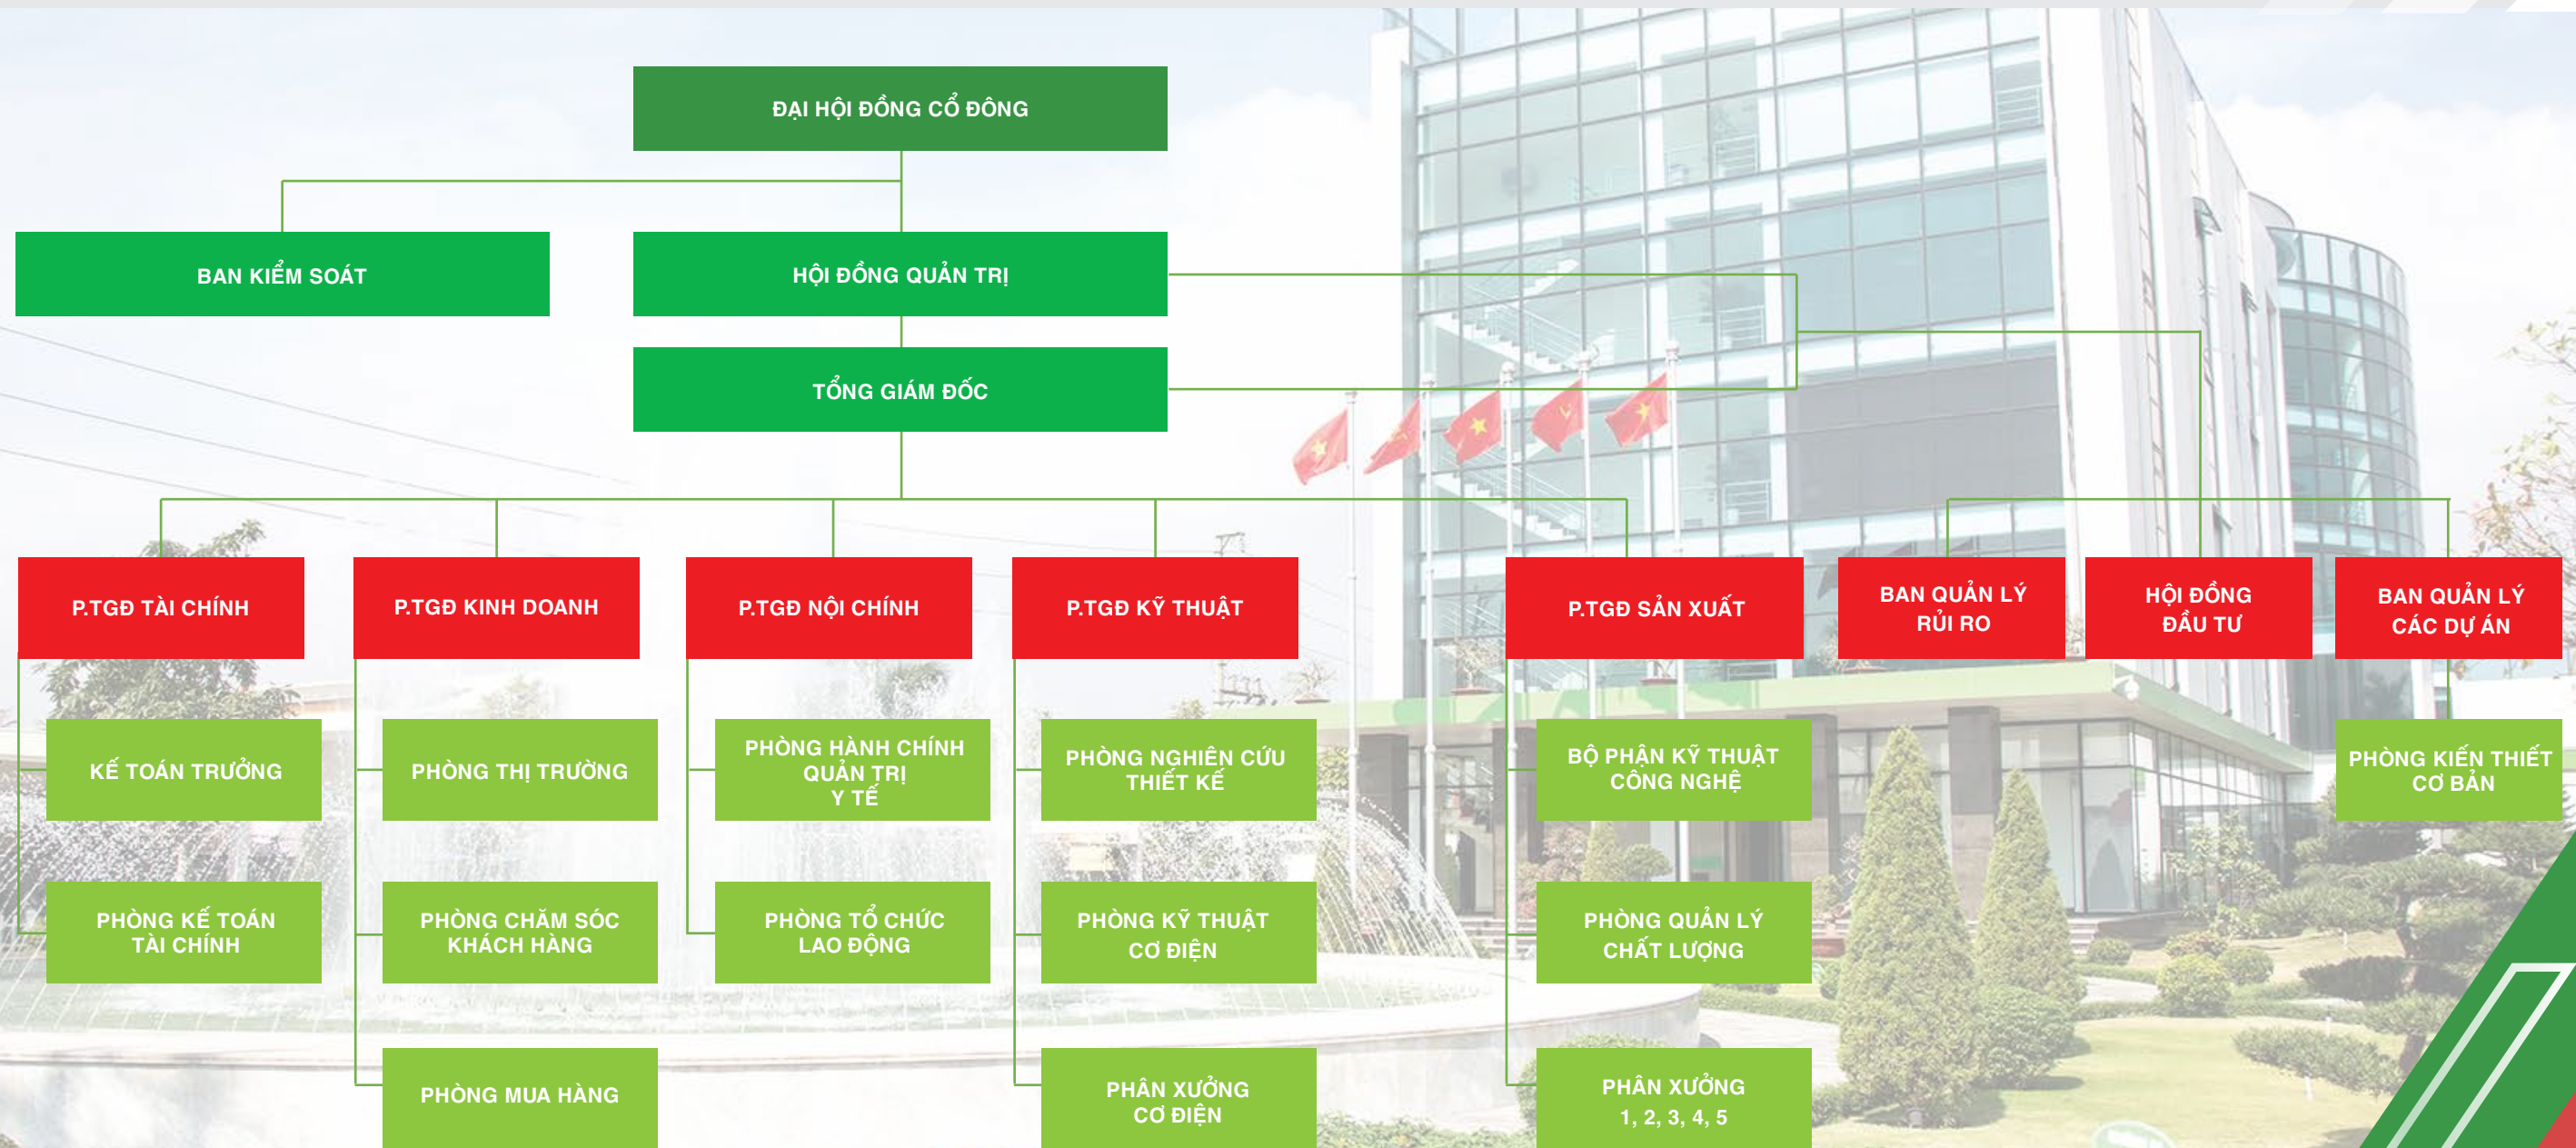 ĐẠI HỘI ĐỒNG CỔ ĐÔNG
BAN KIỂM SOÁT
HỘI ĐỒNG QUẢN TRỊ
TỔNG GIÁM ĐỐC
P.TGĐ TÀI CHÍNH
P.TGĐ KINH DOANH
P.TGĐ NỘI CHÍNH
P.TGĐ KỸ THUẬT
P.TGĐ SẢN XUẤT
BAN QUẢN LÝ
RỦI RO
HỘI ĐỒNG
ĐẦU TƯ
BAN QUẢN LÝ
CÁC DỰ ÁN
KẾ TOÁN TRƯỞNG
PHÒNG THỊ TRƯỜNG
PHÒNG HÀNH CHÍNH
QUẢN TRỊ
Y TẾ
PHÒNG NGHIÊN CỨU
THIẾT KẾ
BỘ PHẬN KỸ THUẬT
CÔNG NGHỆ
PHÒNG KIẾN THIẾT
CƠ BẢN
PHÒNG KẾ TOÁN
TÀI CHÍNH
PHÒNG CHĂM SÓC
KHÁCH HÀNG
PHÒNG TỔ CHỨC
LAO ĐỘNG
PHÒNG KỸ THUẬT
CƠ ĐIỆN
PHÒNG QUẢN LÝ
CHẤT LƯỢNG
PHÒNG MUA HÀNG
PHÂN XƯỞNG
CƠ ĐIỆN
PHÂN XƯỞNG
1, 2, 3, 4, 5